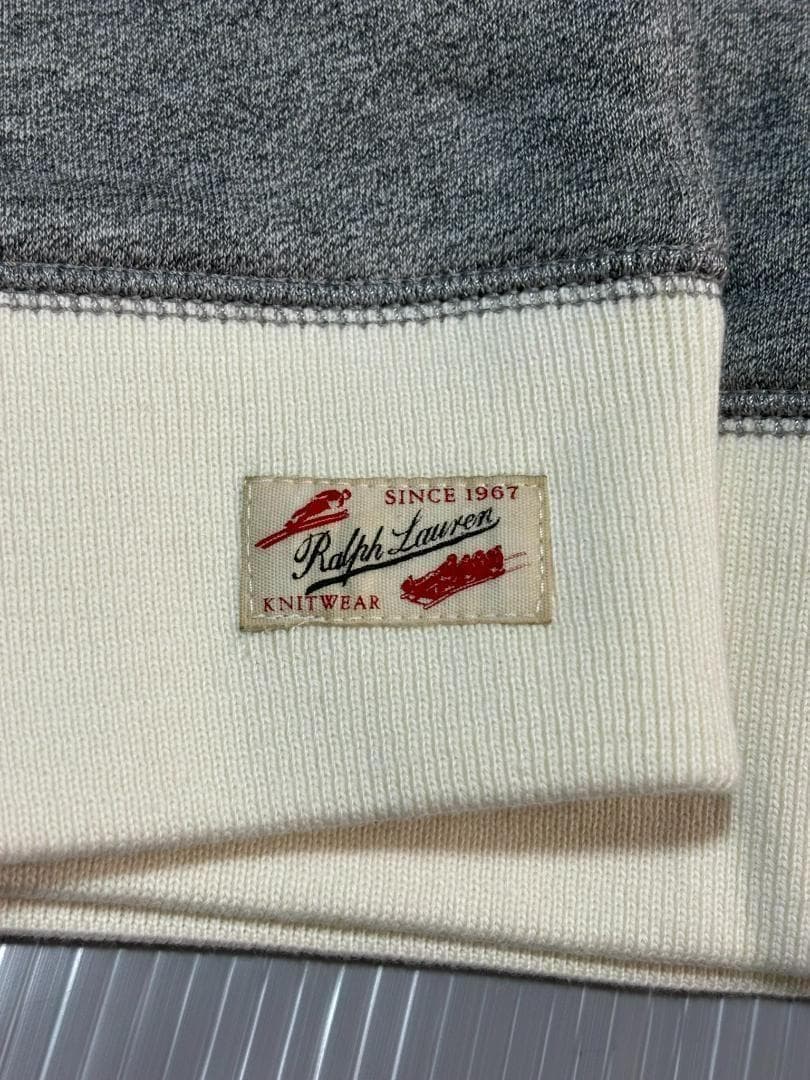 SINCE 1967
Ralph Lauren
KNITWEAR